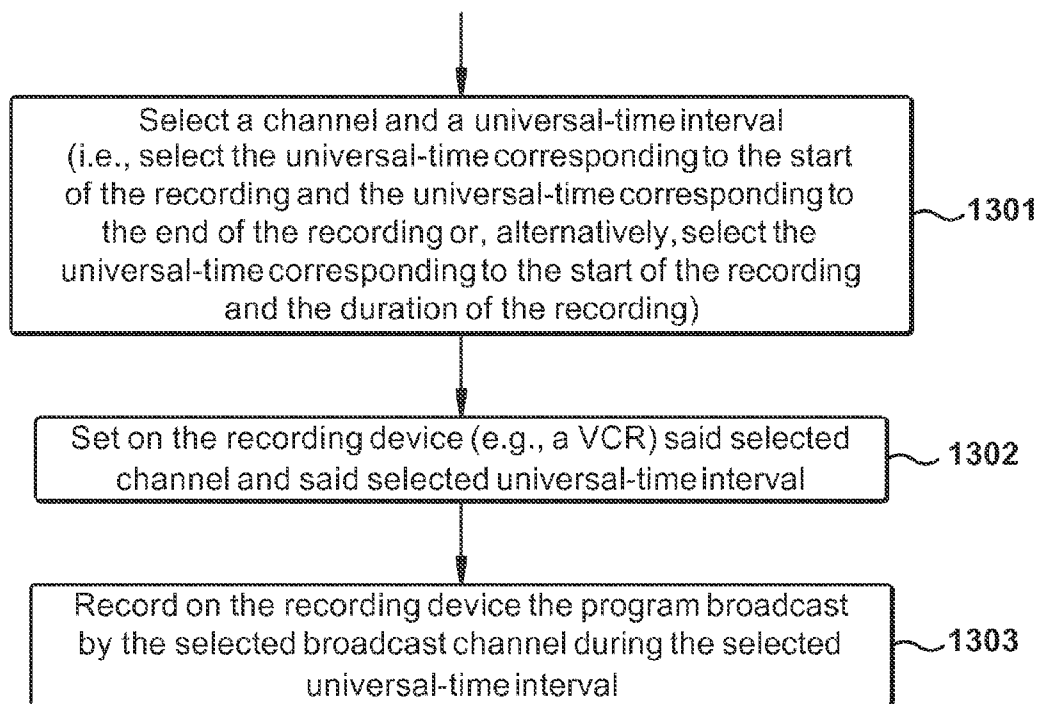 Select a channel and a universal-time interval
(i.e., select the universal-time corresponding to the start
of the recording and the universal-time corresponding to
the end of the recording or, alternatively, select the
universal-time corresponding to the start of the recording
and the duration of the recording)
1301
Set on the recording device (e.g., a VCR) said selected
channel and said selected universal-time interval
1302
Record on the recording device the program broadcast
by the selected broadcast channel during the selected
universal-time interval
1303